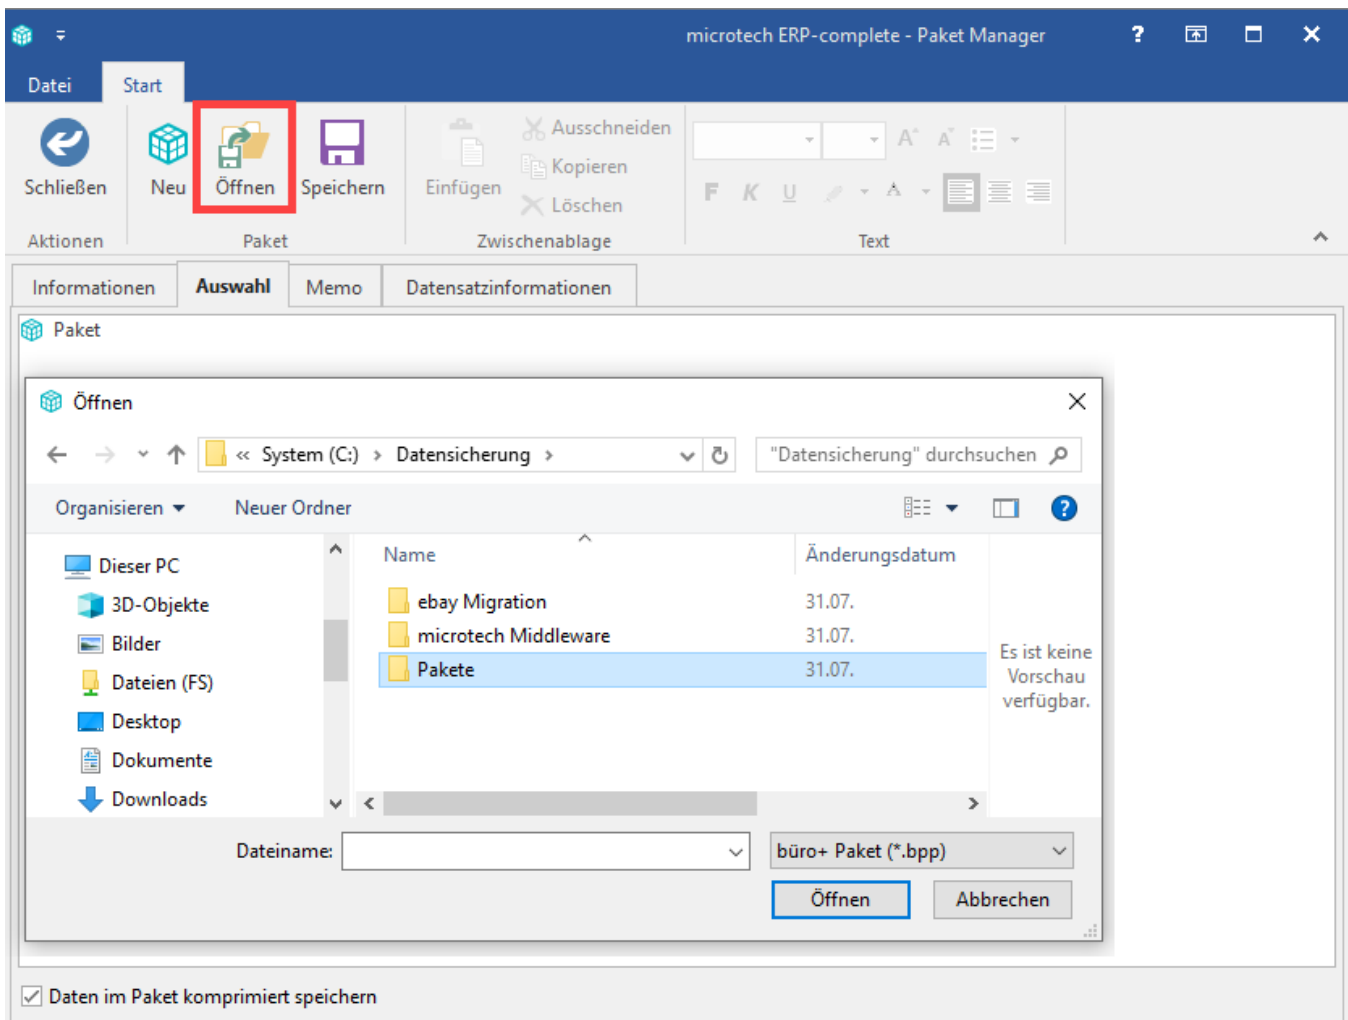 microtech ERP-complete - Paket Manager ?
Datei Start
Schließen Neu Öffnen Speichern Einfügen Ausschneiden Kopieren Löschen
F K U A A A
Aktionen Paket Zwischenablage Text
Informationen Auswahl Memo Datensatzinformationen
Paket
Öffnen
« System (C:) > Datensicherung > "Datensicherung" durchsuchen
Organisieren Neuer Ordner ?
Name Änderungsdatum
Dieser PC
3D-Objekte
Bilder
Dateien (FS)
Desktop
Dokumente
Downloads
ebay Migration 31.07.
microtech Middleware 31.07.
Pakete 31.07.
Es ist keine
Vorschau
verfügbar.
Dateiname: büro+ Paket (*.bpp)
Öffnen Abbrechen
Daten im Paket komprimiert speichern